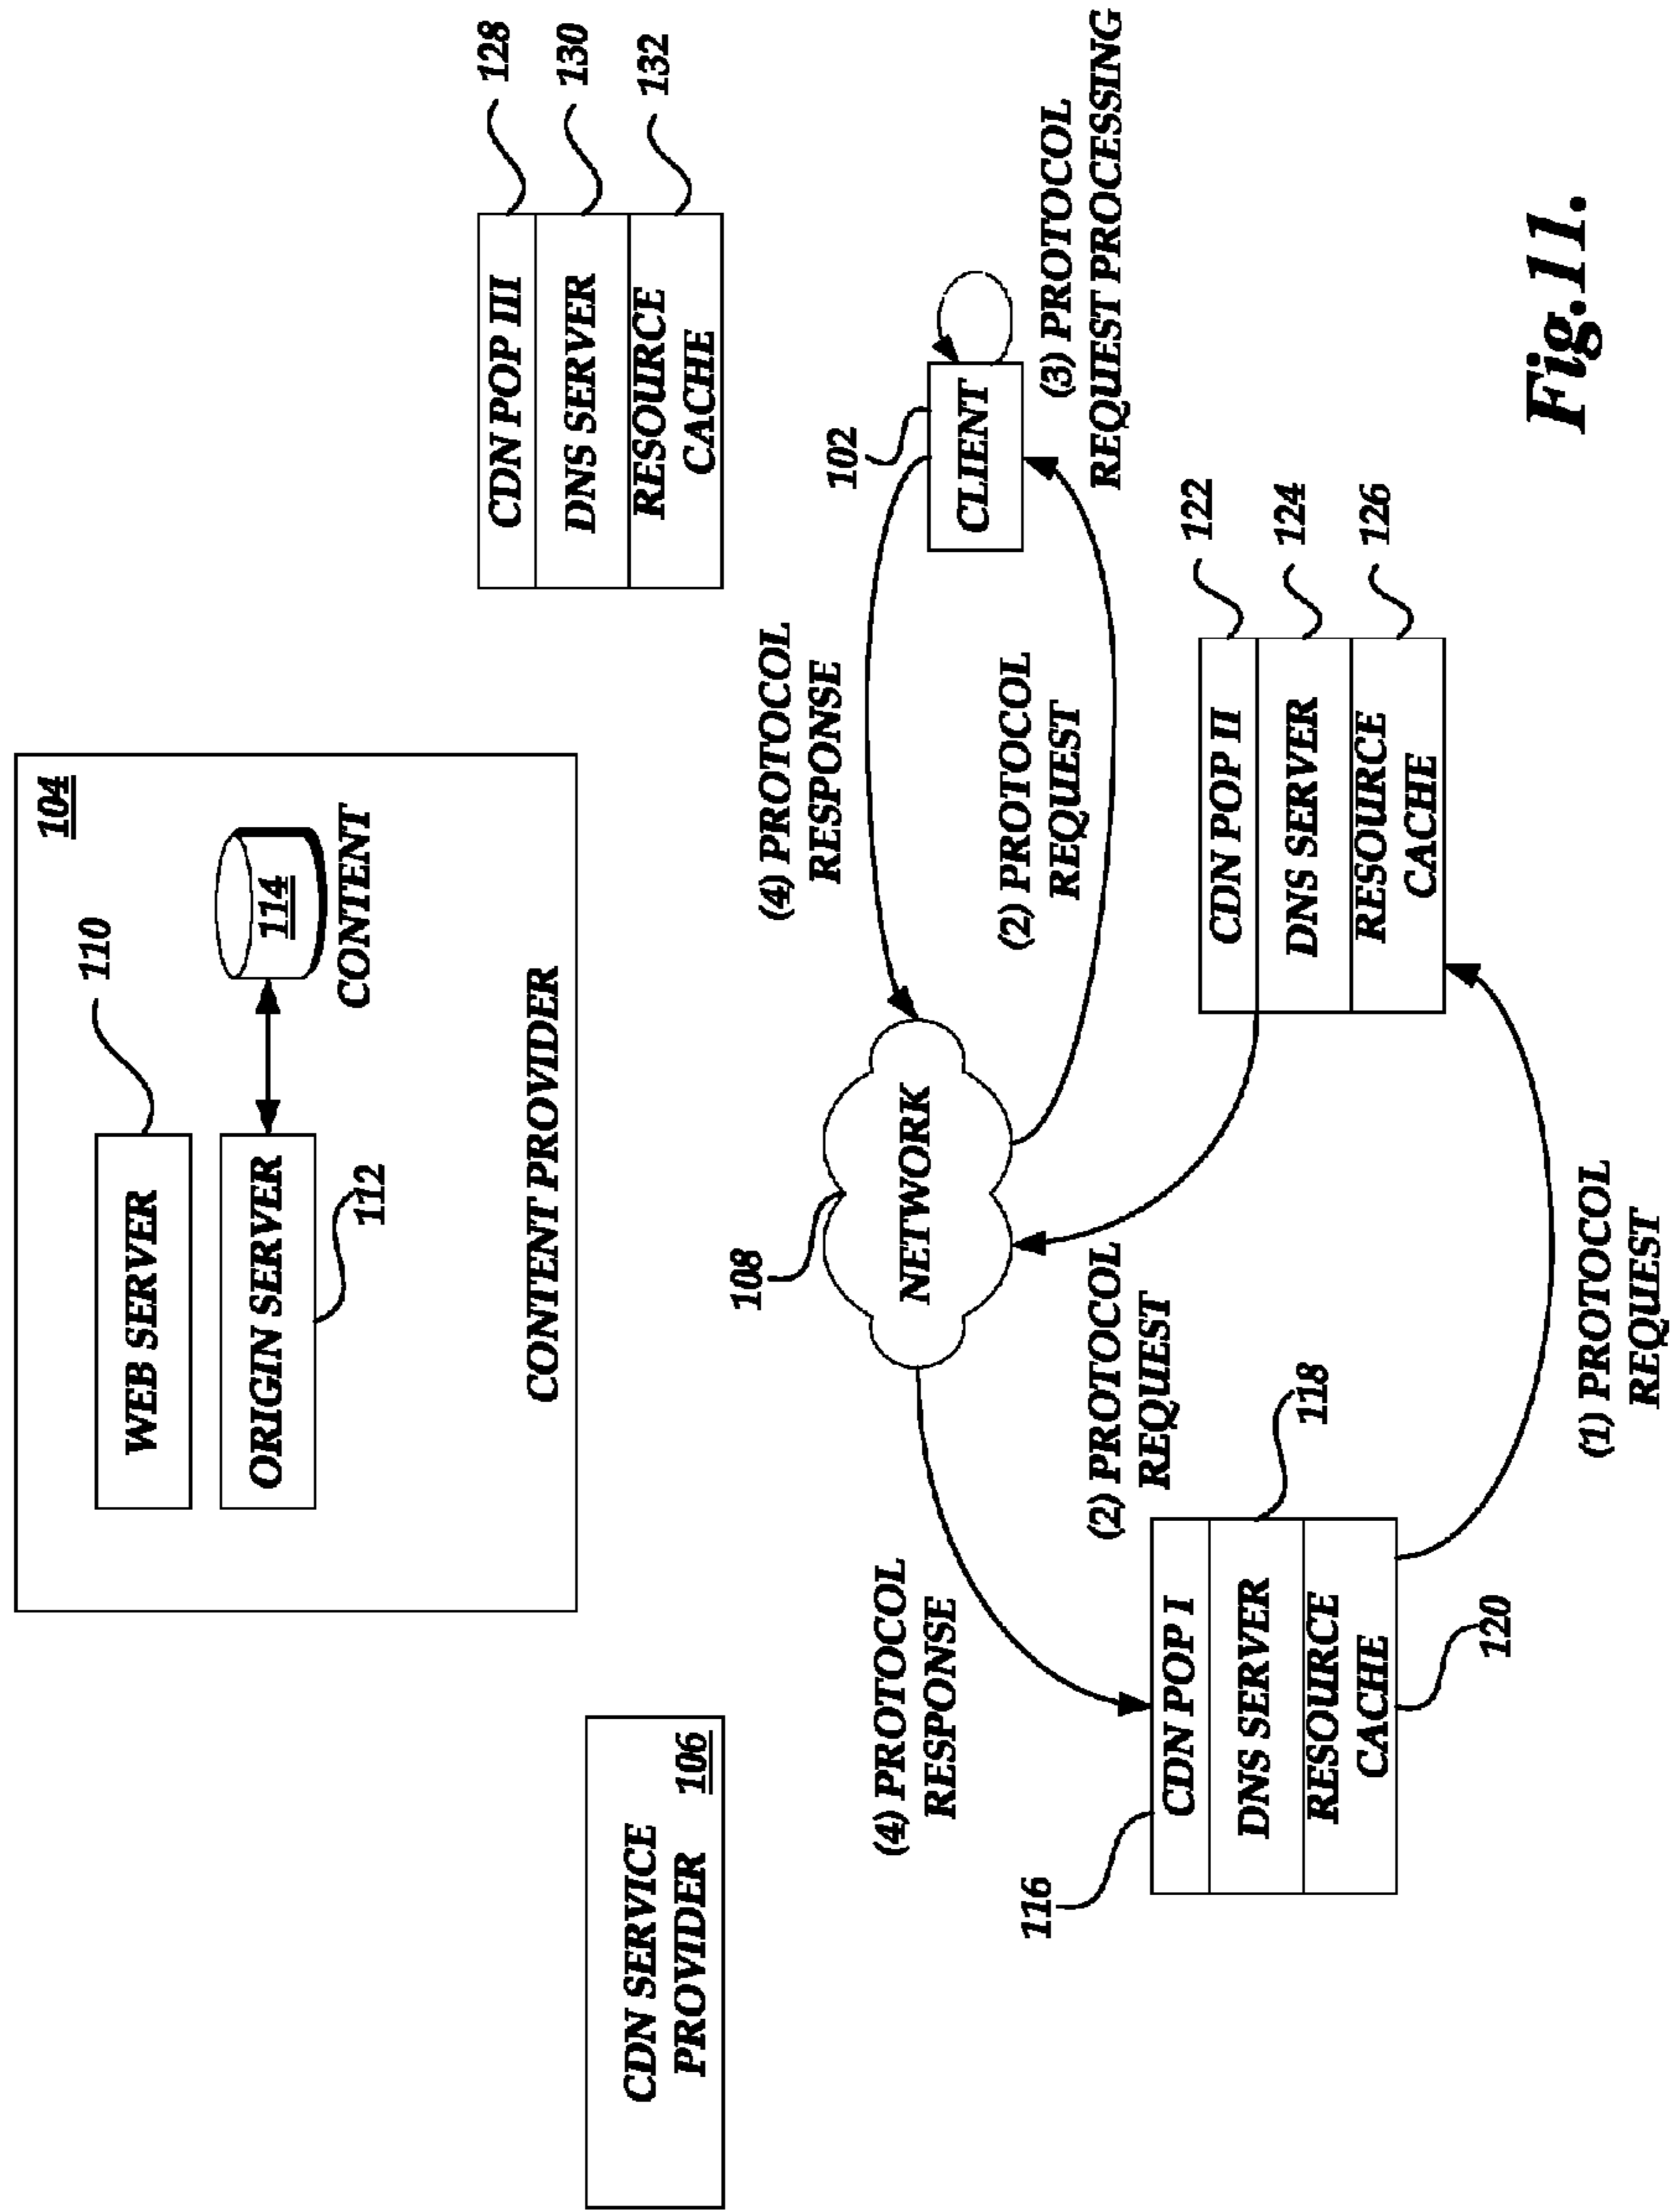 104
WEB SERVER
110
ORIGIN SERVER
112
114
CONTENT
CONTENT PROVIDER
CDN SERVICE
PROVIDER
106
CDN POP III
128
DNS SERVER
130
RESOURCE
CACHE
132
108
NETWORK
(4) PROTOCOL
RESPONSE
102
CLIENT
(3) PROTOCOL
REQUEST PROCESSING
(2) PROTOCOL
REQUEST
(4) PROTOCOL
RESPONSE
(2) PROTOCOL
REQUEST
116
CDN POP I
DNS SERVER
118
RESOURCE
CACHE
120
CDN POP II
122
DNS SERVER
124
RESOURCE
CACHE
126
(1) PROTOCOL
REQUEST
Fig.11.